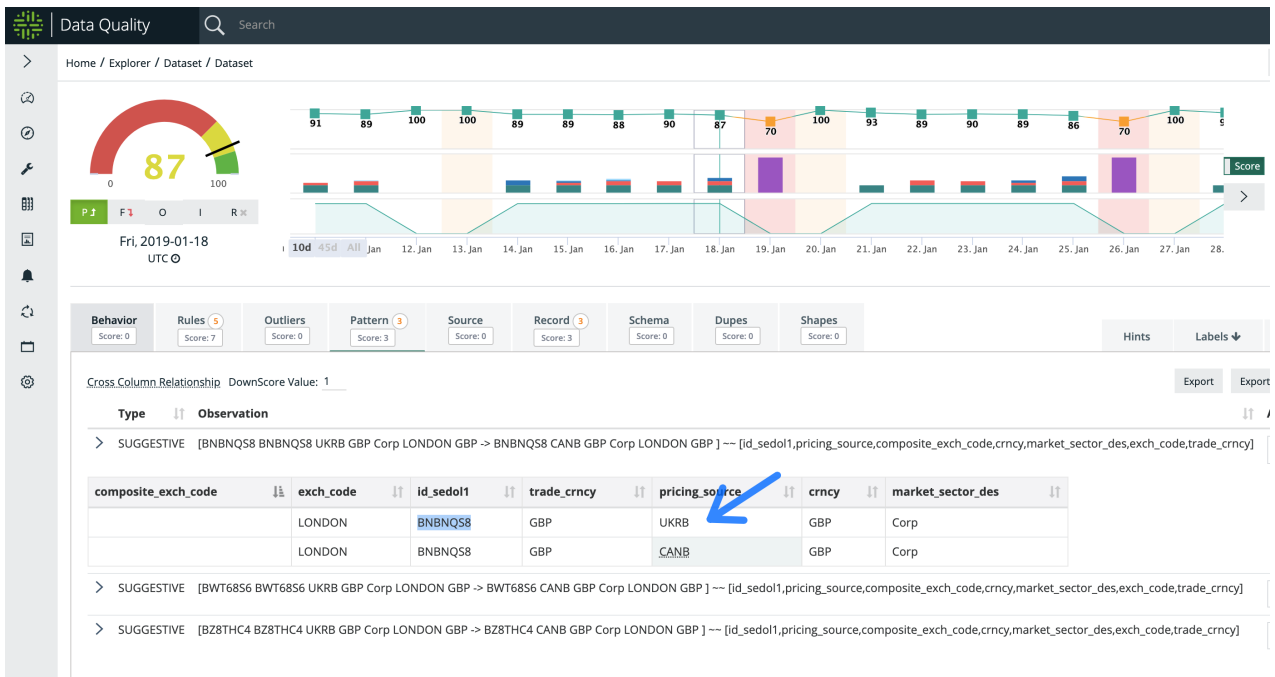 Data Quality Search
Home / Explorer / Dataset / Dataset
91 89 100 100 89 89 88 90 87 70 100 93 89 90 89 86 70 100
87
0 100
Score
P F O I R
Fri, 2019-01-18
UTC
10d 45d All Jan 12. Jan 13. Jan 14. Jan 15. Jan 16. Jan 17. Jan 18. Jan 19. Jan 20. Jan 21. Jan 22. Jan 23. Jan 24. Jan 25. Jan 26. Jan 27. Jan 28.
Behavior Rules 5 Outliers Pattern 3 Source Record 3 Schema Dupes Shapes
Score: 0 Score: 7 Score: 0 Score: 3 Score: 0 Score: 3 Score: 0 Score: 0 Score: 0
Hints Labels
Cross Column Relationship DownScore Value: 1 Export Export
Type Observation
SUGGESTIVE [BNBNQS8 BNBNQS8 UKRB GBP Corp LONDON GBP -> BNBNQS8 CANB GBP Corp LONDON GBP ] ~~ [id_sedol1,pricing_source,composite_exch_code,crncy,market_sector_des,exch_code,trade_crncy]
composite_exch_code exch_code id_sedol1 trade_crncy pricing_source crncy market_sector_des
LONDON BNBNQS8 GBP UKRB GBP Corp
LONDON BNBNQS8 GBP CANB GBP Corp
SUGGESTIVE [BWT68S6 BWT68S6 UKRB GBP Corp LONDON GBP -> BWT68S6 CANB GBP Corp LONDON GBP ] ~~ [id_sedol1,pricing_source,composite_exch_code,crncy,market_sector_des,exch_code,trade_crncy]
SUGGESTIVE [BZ8THC4 BZ8THC4 UKRB GBP Corp LONDON GBP -> BZ8THC4 CANB GBP Corp LONDON GBP ] ~~ [id_sedol1,pricing_source,composite_exch_code,crncy,market_sector_des,exch_code,trade_crncy]